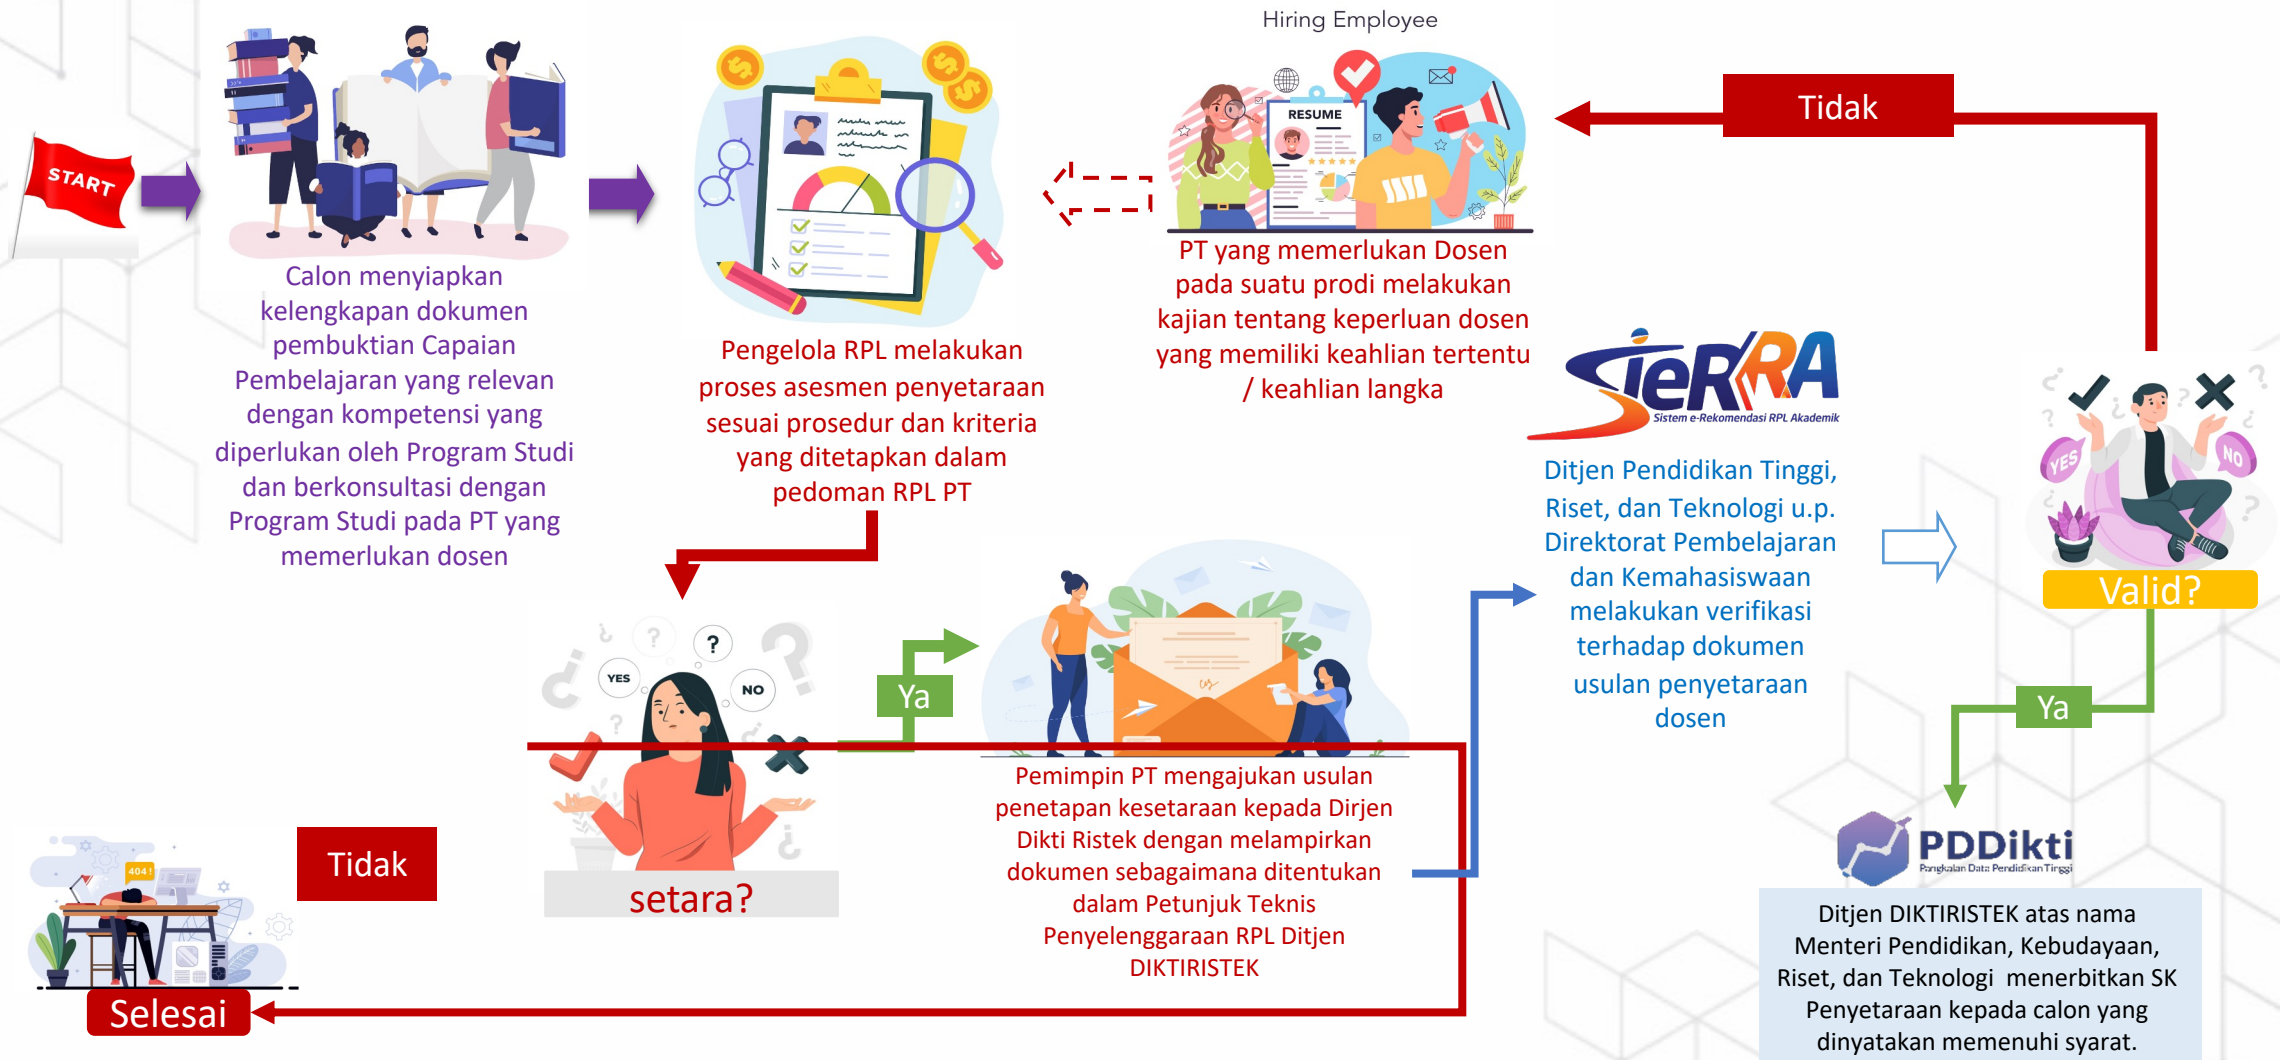 Hiring Employee
START
Calon menyiapkan
kelengkapan dokumen
pembuktian Capaian
Pembelajaran yang relevan
dengan kompetensi yang
diperlukan oleh Program Studi
dan berkonsultasi dengan
Program Studi pada PT yang
memerlukan dosen
Pengelola RPL melakukan
proses asesmen penyetaraan
sesuai prosedur dan kriteria
yang ditetapkan dalam
pedoman RPL PT
RESUME
PT yang memerlukan Dosen
pada suatu prodi melakukan
kajian tentang keperluan dosen
yang memiliki keahlian tertentu
/ keahlian langka
Tidak
SIERRA
Sistem e-Rekomendasi RPL Akademik
Ditjen Pendidikan Tinggi,
Riset, dan Teknologi u.p.
Direktorat Pembelajaran
dan Kemahasiswaan
melakukan verifikasi
terhadap dokumen
usulan penyetaraan
dosen
? ? ? ?
YES
NO
Valid?
Ya
? ? ? ?
YES
NO
setara?
Ya
Pemimpin PT mengajukan usulan
penetapan kesetaraan kepada Dirjen
Dikti Ristek dengan melampirkan
dokumen sebagaimana ditentukan
dalam Petunjuk Teknis
Penyelenggaraan RPL Ditjen
DIKTIRISTEK
Tidak
404 !
Selesai
PDDikti
Pangkalan Data Pendidikan Tinggi
Ditjen DIKTIRISTEK atas nama
Menteri Pendidikan, Kebudayaan,
Riset, dan Teknologi menerbitkan SK
Penyetaraan kepada calon yang
dinyatakan memenuhi syarat.